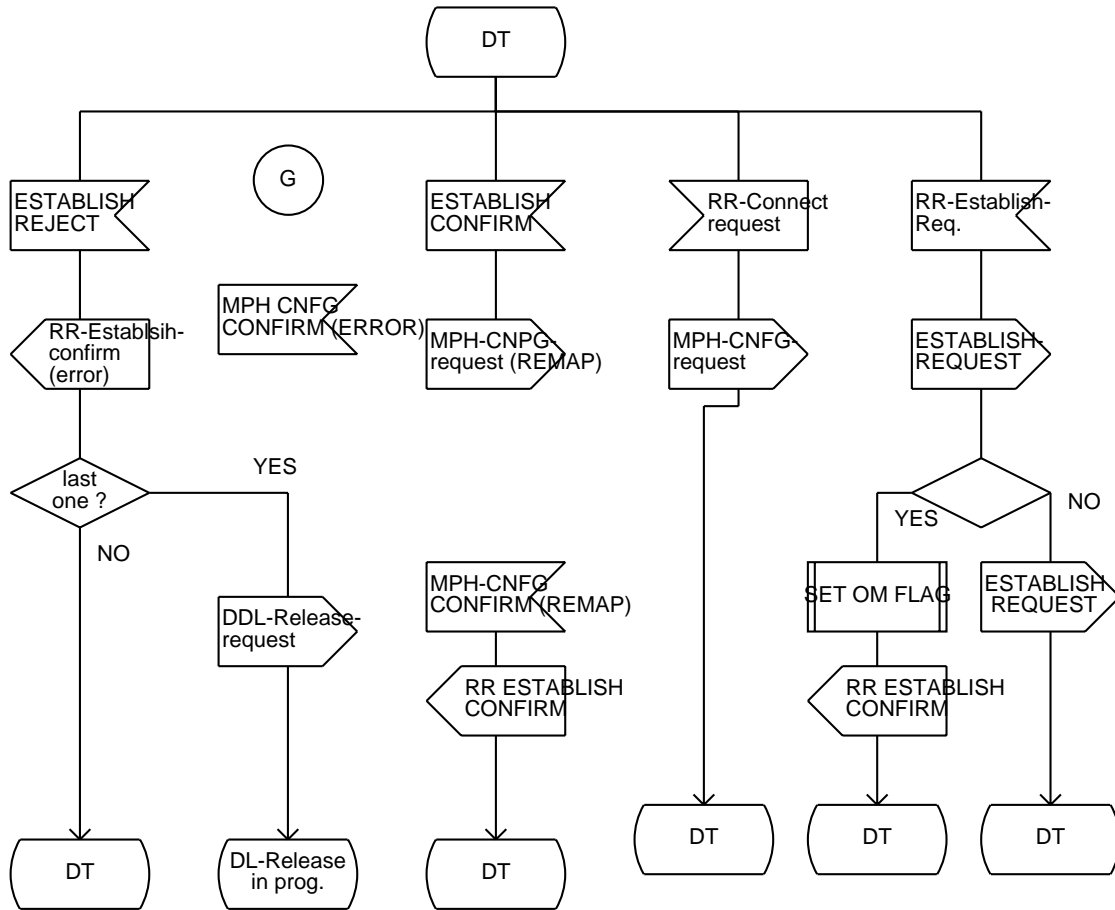 DT
G
ESTABLISH
REJECT
ESTABLISH
CONFIRM
RR-Connect
request
RR-Establish-
Req.
MPH CNFG
CONFIRM (ERROR)
RR-Establsih-
confirm
(error)
MPH-CNPG-
request (REMAP)
MPH-CNFG-
request
ESTABLISH-
REQUEST
last
one ?
YES
NO
YES
NO
MPH-CNFG
CONFIRM (REMAP)
SET OM FLAG
ESTABLISH
REQUEST
DDL-Release-
request
RR ESTABLISH
CONFIRM
RR ESTABLISH
CONFIRM
DT
DT
DT
DT
DL-Release
in prog.
DT